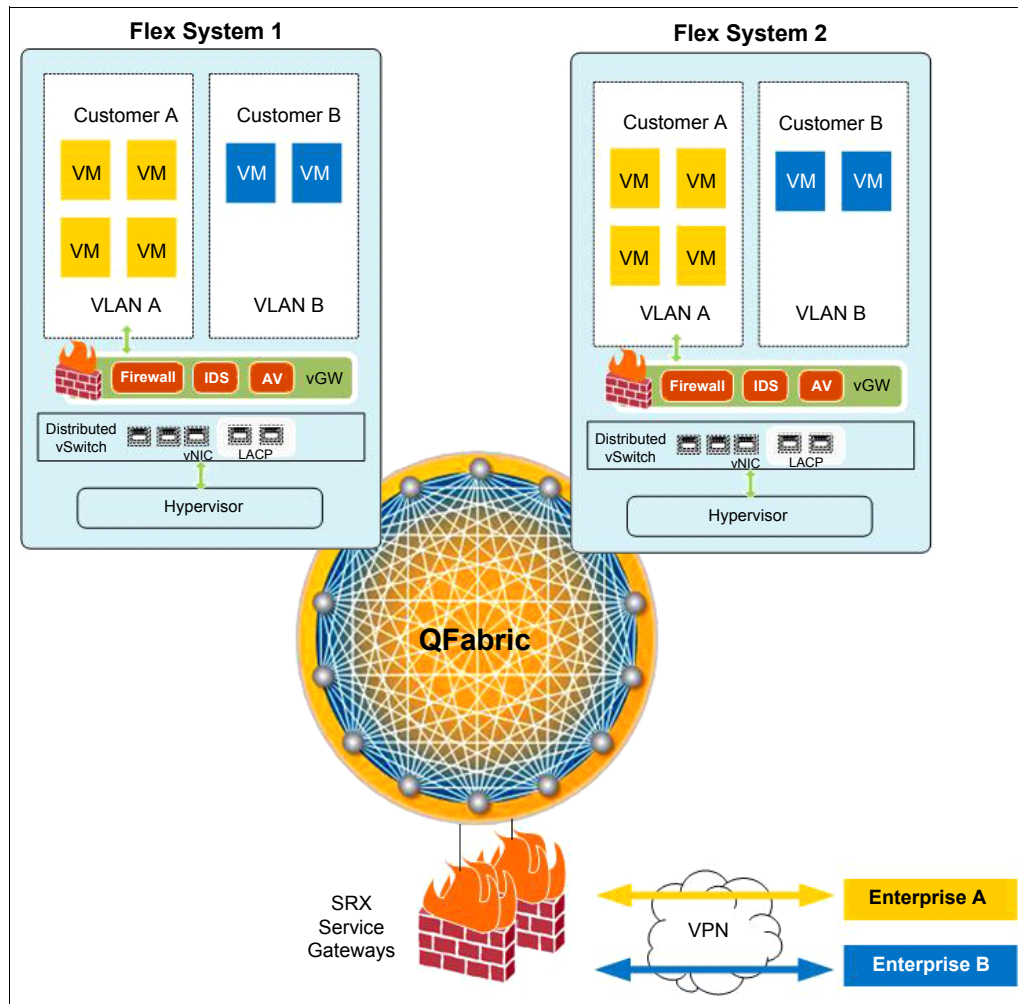 Flex System 1
Customer A
Customer B
VM
VM
VM
VM
VM
VM
VLAN A
VLAN B
Firewall
IDS
AV
vGW
Distributed
vSwitch
vNIC
LACP
Hypervisor
Flex System 2
Customer A
Customer B
VM
VM
VM
VM
VM
VM
VLAN A
VLAN B
Firewall
IDS
AV
vGW
Distributed
vSwitch
vNIC
LACP
Hypervisor
QFabric
SRX
Service
Gateways
VPN
Enterprise A
Enterprise B